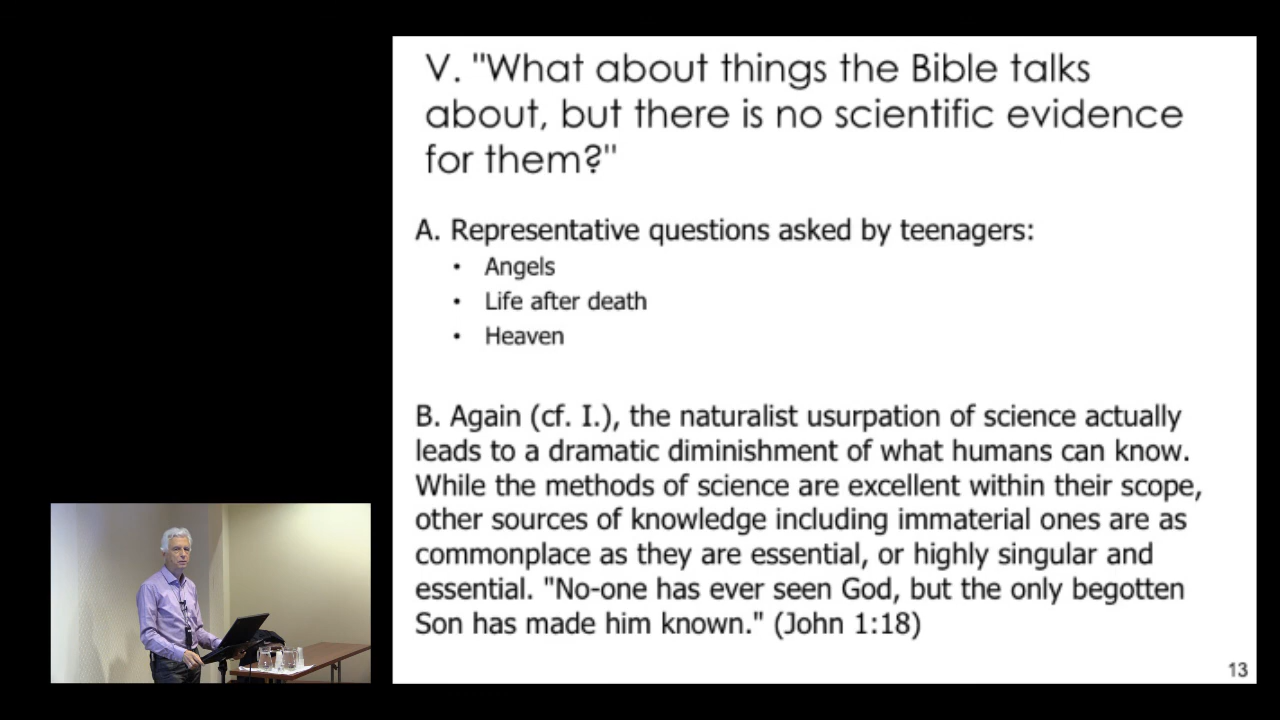 V. "What about things the Bible talks
about, but there is no scientific evidence
for them?"
A. Representative questions asked by teenagers:
• Angels
• Life after death
• Heaven
B. Again (cf. I.), the naturalist usurpation of science actually
leads to a dramatic diminishment of what humans can know.
While the methods of science are excellent within their scope,
other sources of knowledge including immaterial ones are as
commonplace as they are essential, or highly singular and
essential. "No-one has ever seen God, but the only begotten
Son has made him known." (John 1:18)
13